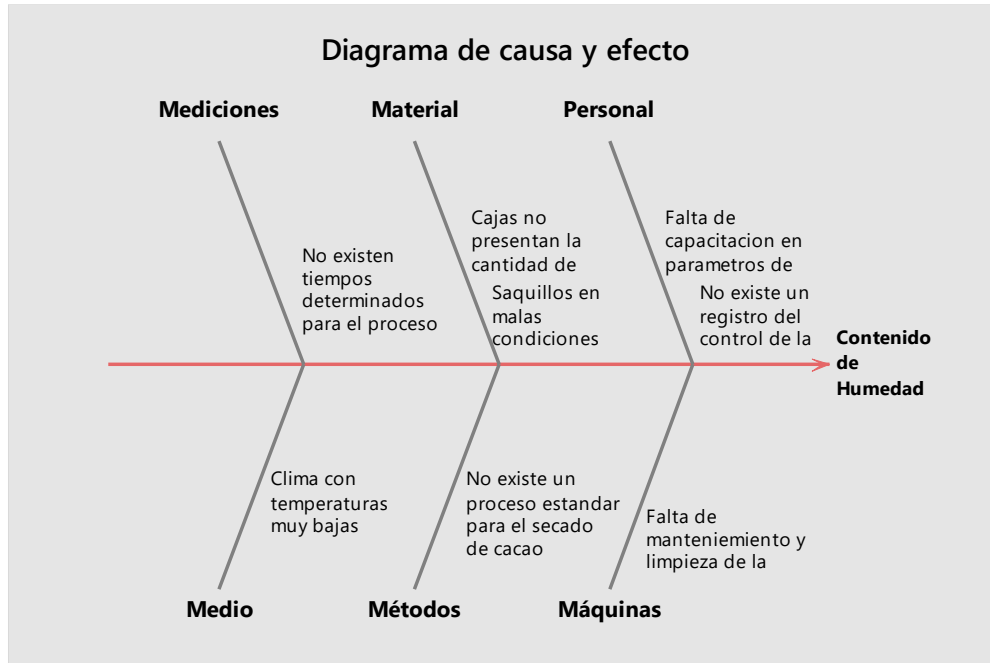 Diagrama de causa y efecto
Mediciones
Material
Personal
No existen
tiempos
determinados
para el proceso
Cajas no
presentan la
cantidad de
Saquillos en
malas
condiciones
Falta de
capacitacion en
parametros de
No existe un
registro del
control de la
Contenido
de
Humedad
Clima con
temperaturas
muy bajas
No existe un
proceso estandar
para el secado
de cacao
Falta de
manteniemiento y
limpieza de la
Medio
Métodos
Máquinas